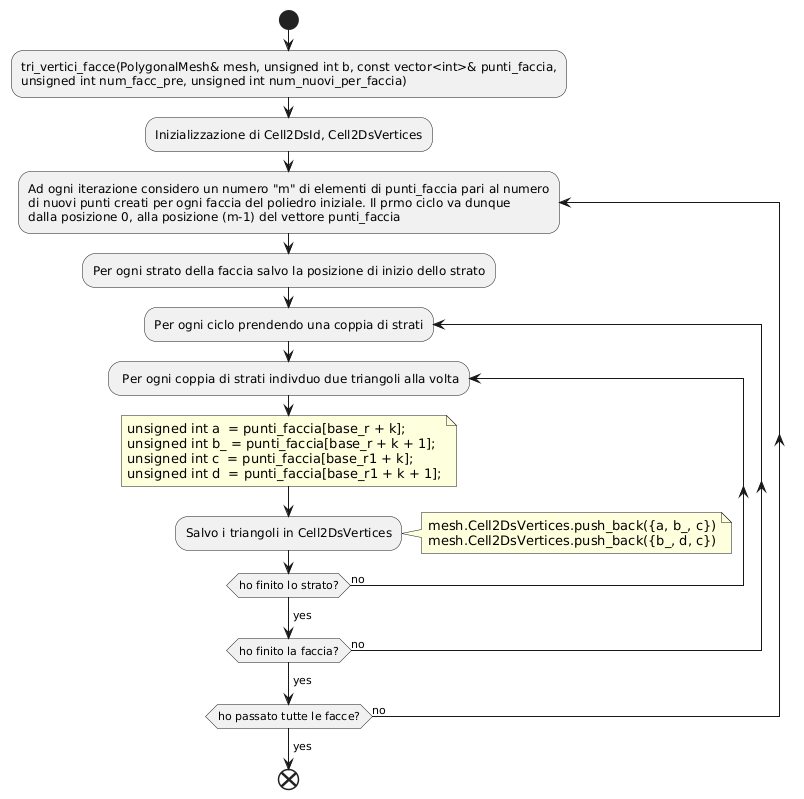 tri_vertici_facce(PolygonalMesh& mesh, unsigned int b, const vector<int>& punti_faccia,
unsigned int num_facc_pre, unsigned int num_nuovi_per_faccia)
Inizializzazione di Cell2DsId, Cell2DsVertices
Ad ogni iterazione considero un numero "m" di elementi di punti_faccia pari al numero
di nuovi punti creati per ogni faccia del poliedro iniziale. Il prmo ciclo va dunque
dalla posizione 0, alla posizione (m-1) del vettore punti_faccia
Per ogni strato della faccia salvo la posizione di inizio dello strato
Per ogni ciclo prendendo una coppia di strati
Per ogni coppia di strati indivduo due triangoli alla volta
unsigned int a  = punti_faccia[base_r + k];
unsigned int b_ = punti_faccia[base_r + k + 1];
unsigned int c  = punti_faccia[base_r1 + k];
unsigned int d  = punti_faccia[base_r1 + k + 1];
Salvo i triangoli in Cell2DsVertices
mesh.Cell2DsVertices.push_back({a, b_, c})
mesh.Cell2DsVertices.push_back({b_, d, c})
ho finito lo strato?
no
yes
ho finito la faccia?
no
yes
ho passato tutte le facce?
no
yes